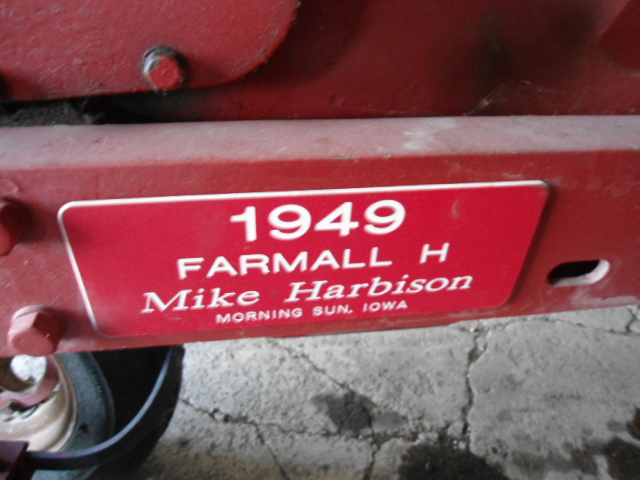 1949
FARMALL H
Mike Harbison
MORNING SUN, IOWA